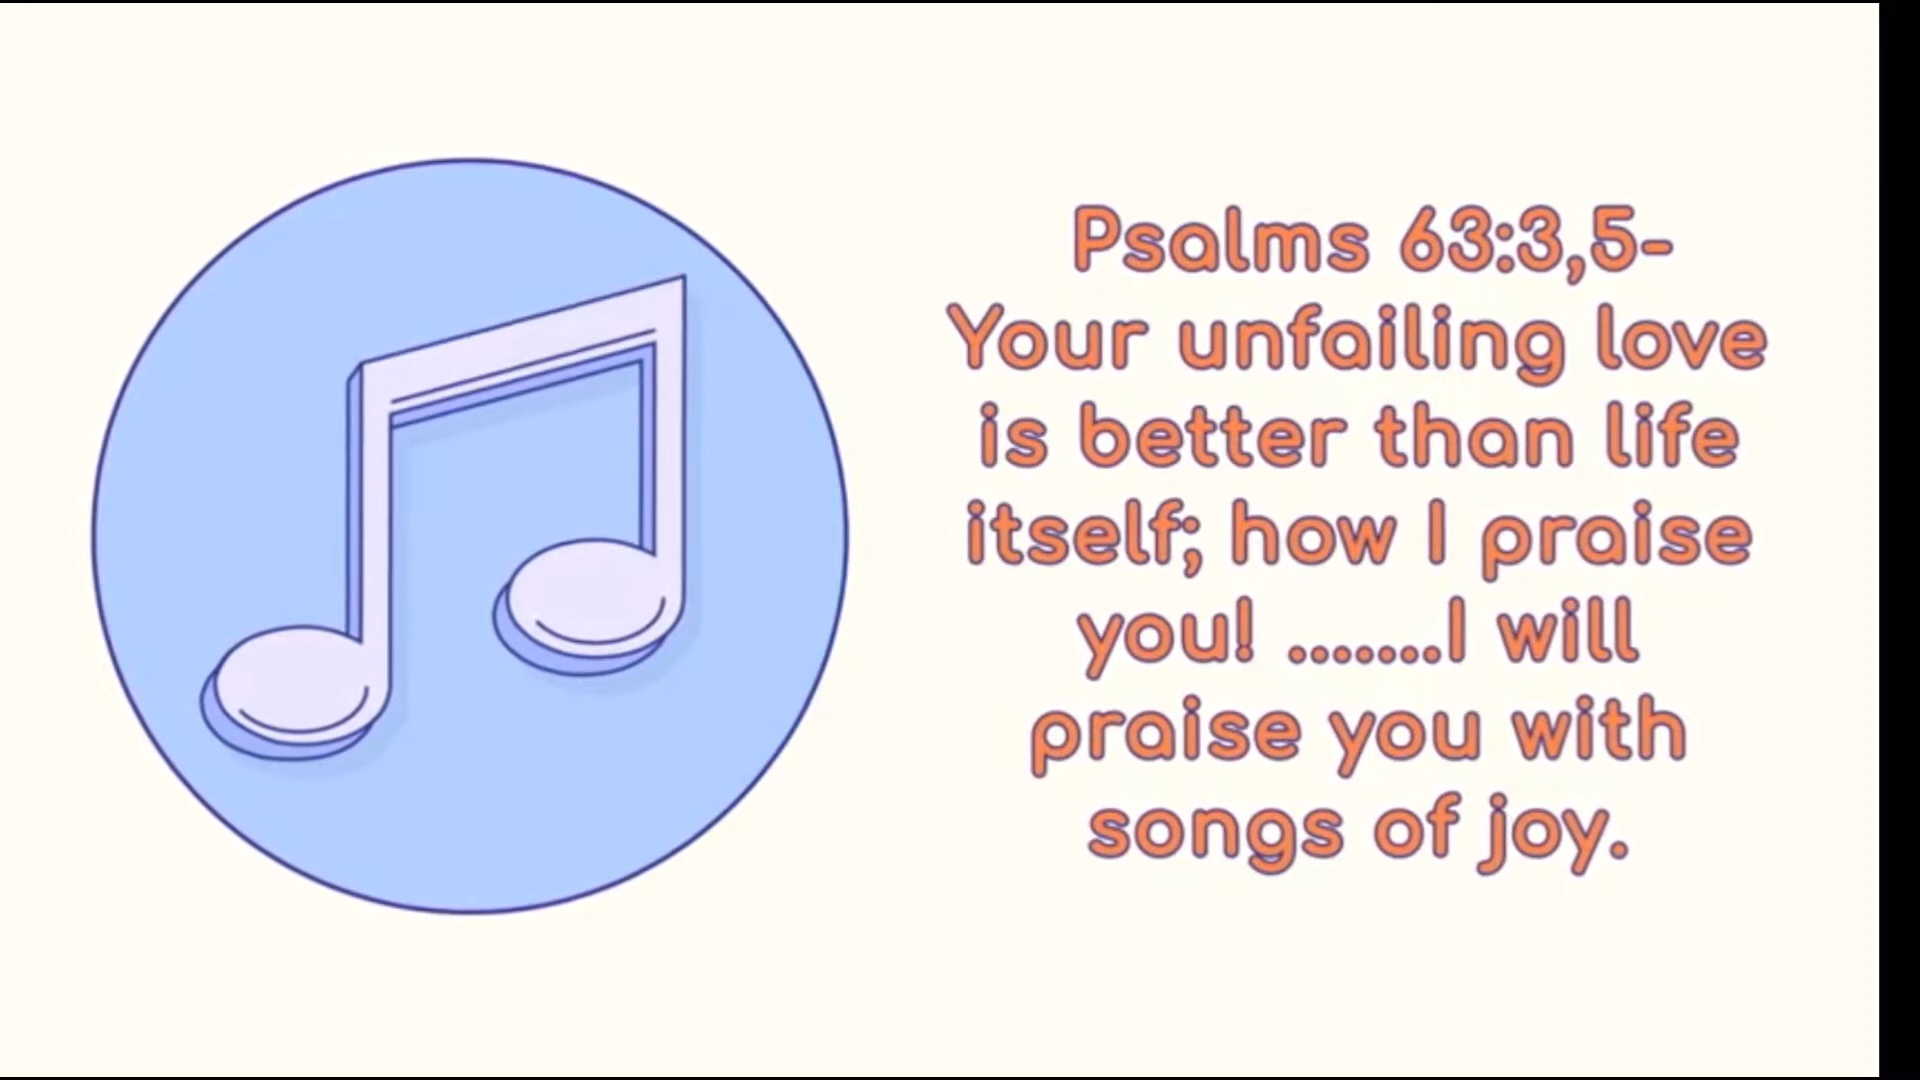 Psalms 63:3,5-
Your unfailing love
is better than life
itself; how I praise
you! .......I will
praise you with
songs of joy.